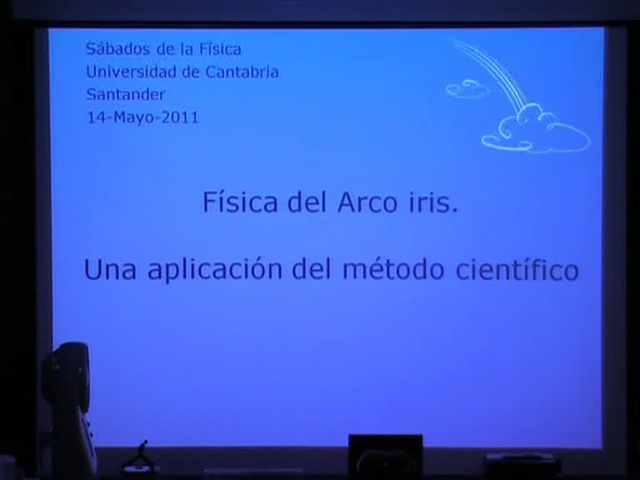 Sábados de la Física
Universidad de Cantabria
Santander
14-Mayo-2011
Física del Arco iris.
Una aplicación del método científico